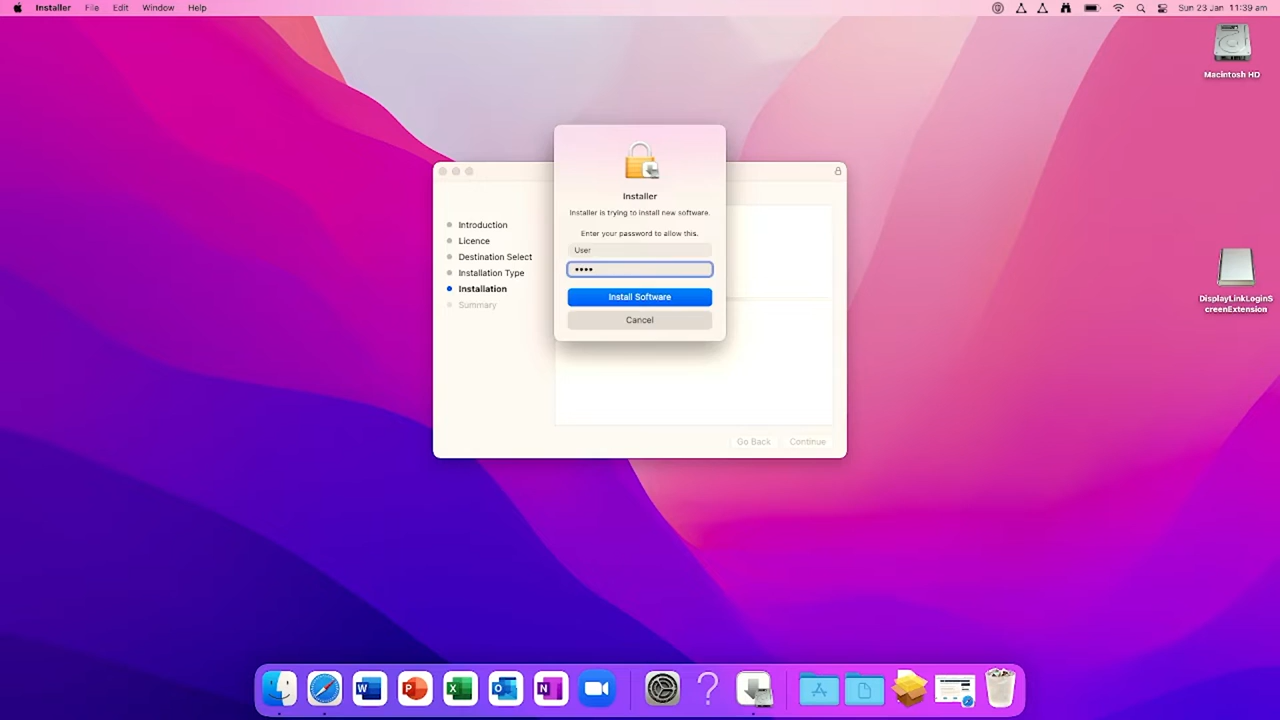 Installer File Edit Window Help
Sun 23 Jan 11:39 am
Macintosh HD
Installer
Installer is trying to install new software.
Enter your password to allow this.
User
••••
Install Software
Cancel
Introduction
Licence
Destination Select
Installation Type
Installation
Summary
Go Back Continue
DisplayLinkLoginS
creenExtension